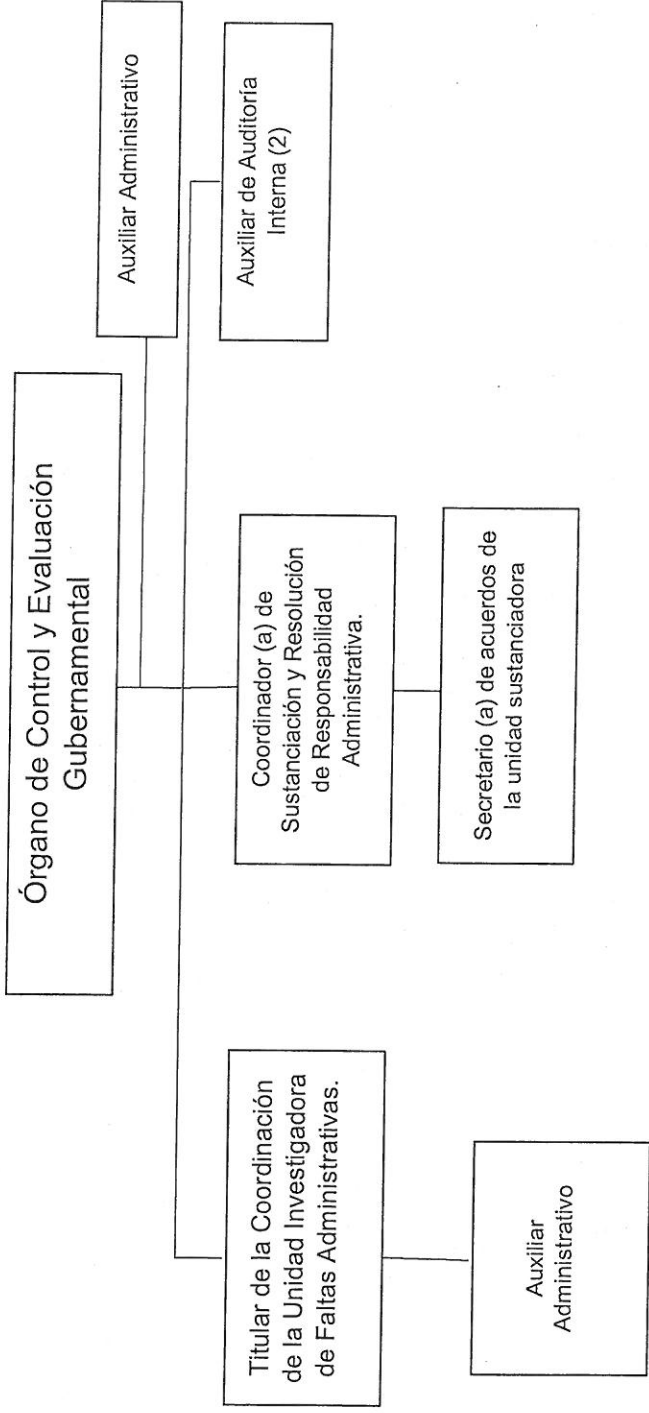 Órgano de Control y Evaluación
Gubernamental
Auxiliar Administrativo
Titular de la Coordinación
de la Unidad Investigadora
de Faltas Administrativas.
Coordinador (a) de
Sustanciación y Resolución
de Responsabilidad
Administrativa.
Auxiliar de Auditoría
Interna (2)
Auxiliar
Administrativo
Secretario (a) de acuerdos de
la unidad sustanciadora